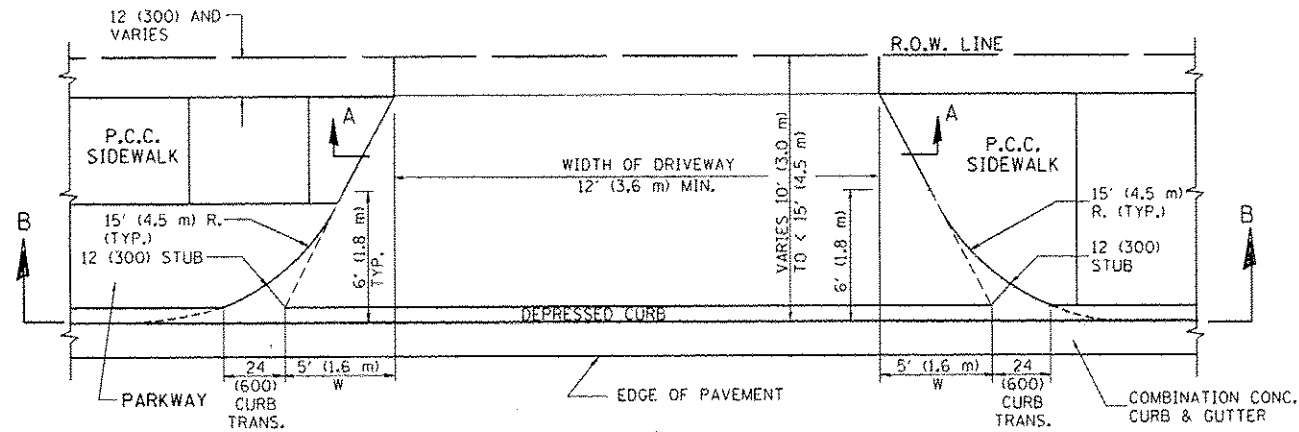 12 (300) AND
VARIES
R.O.W. LINE
A
A
P.C.C.
SIDEWALK
WIDTH OF DRIVEWAY
12' (3.6 m) MIN.
VARIES 10' (3.0 m)
TO < 15' (4.5 m)
P.C.C.
SIDEWALK
B
15' (4.5 m) R.
(TYP.)
12 (300) STUB
6' (1.8 m)
TYP.
6' (1.8 m)
15' (4.5 m)
R. (TYP.)
12 (300)
STUB
B
DEPRESSED CURB
PARKWAY
24
(600)
CURB
TRANS.
5' (1.6 m)
W
EDGE OF PAVEMENT
5' (1.6 m)
W
24
(600)
CURB
TRANS.
COMBINATION CONC.
CURB & GUTTER